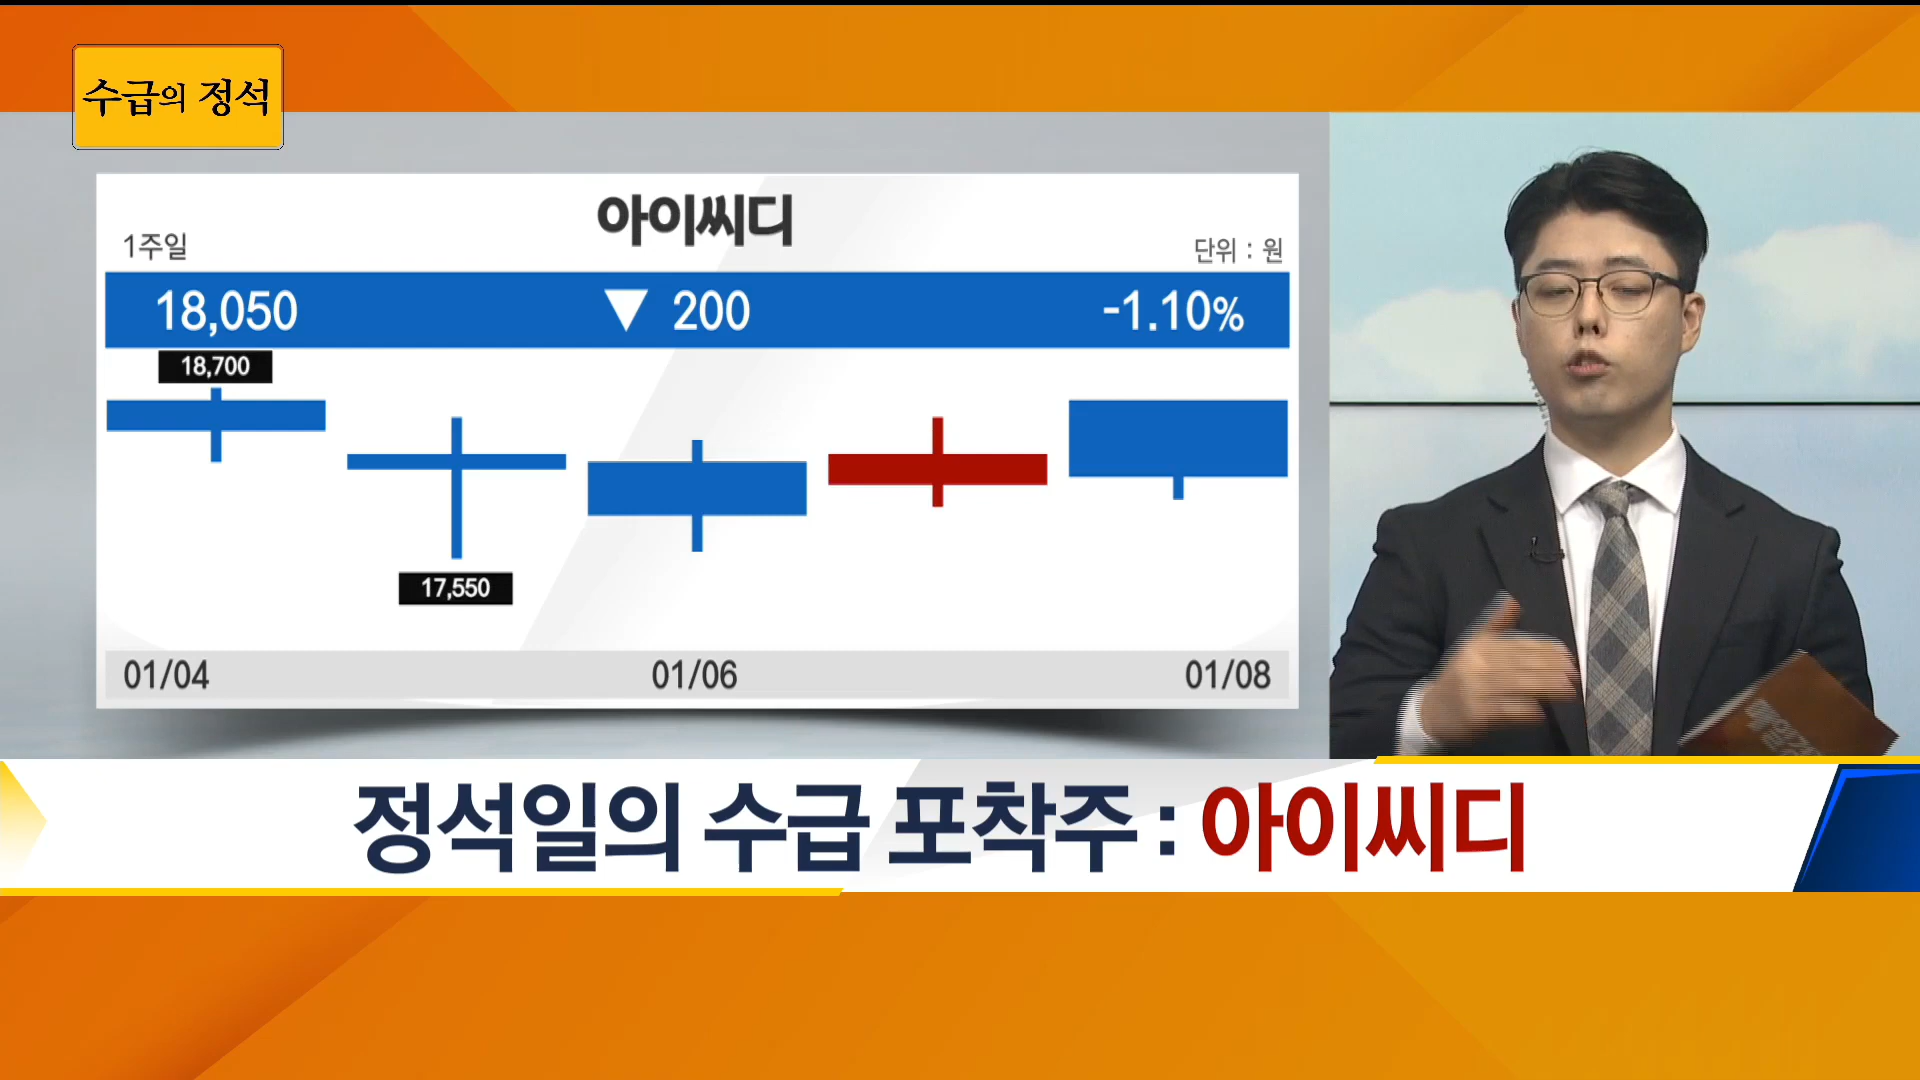 수급의 정석
아이씨디
1주일
단위 : 원
18,050 ▼ 200 -1.10%
18,700
17,550
01/04 01/06 01/08
정석일의 수급 포착주 : 아이씨디